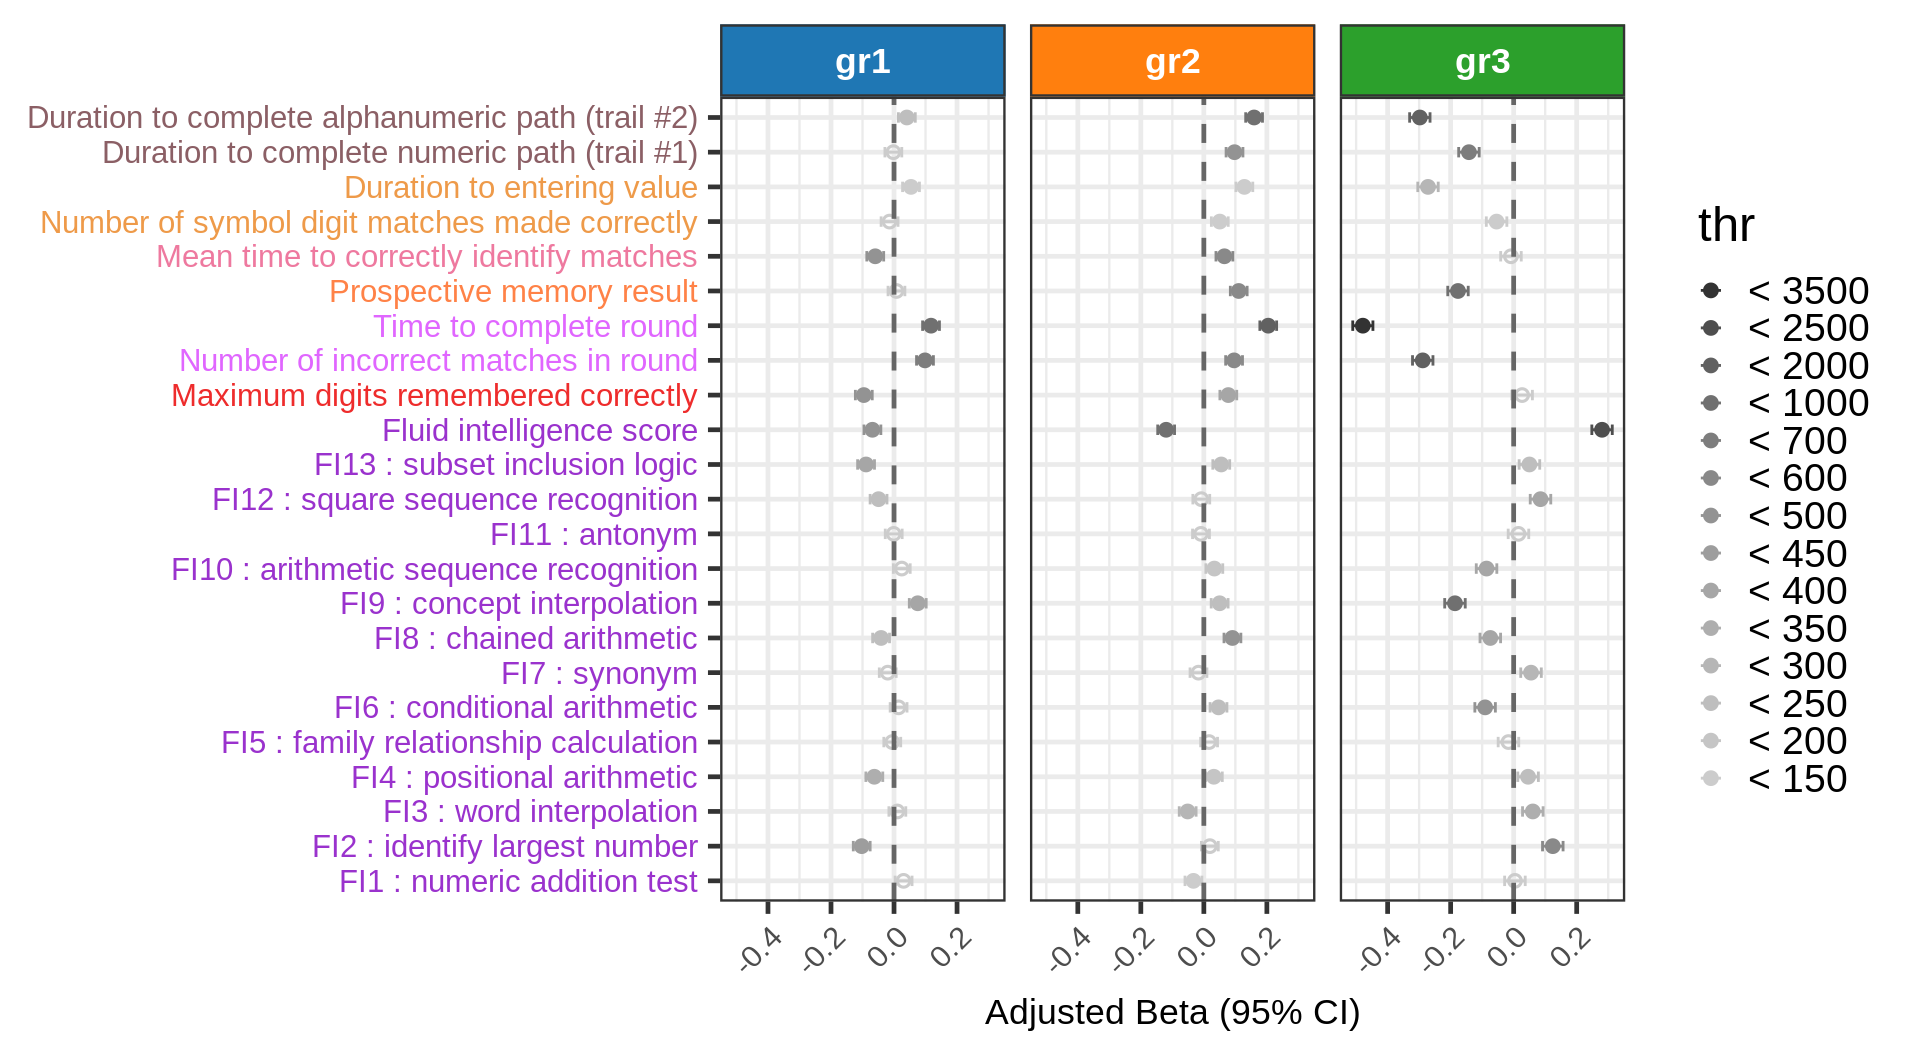 gr1 gr2 gr3
Duration to complete alphanumeric path (trail #2)
Duration to complete numeric path (trail #1)
Duration to entering value
Number of symbol digit matches made correctly
Mean time to correctly identify matches
Prospective memory result
Time to complete round
Number of incorrect matches in round
Maximum digits remembered correctly
Fluid intelligence score
FI13 : subset inclusion logic
FI12 : square sequence recognition
FI11 : antonym
FI10 : arithmetic sequence recognition
FI9 : concept interpolation
FI8 : chained arithmetic
FI7 : synonym
FI6 : conditional arithmetic
FI5 : family relationship calculation
FI4 : positional arithmetic
FI3 : word interpolation
FI2 : identify largest number
FI1 : numeric addition test
-0.4 -0.2 0.0 0.2 -0.4 -0.2 0.0 0.2 -0.4 -0.2 0.0 0.2
Adjusted Beta (95% CI)
thr
< 3500
< 2500
< 2000
< 1000
< 700
< 600
< 500
< 450
< 400
< 350
< 300
< 250
< 200
< 150